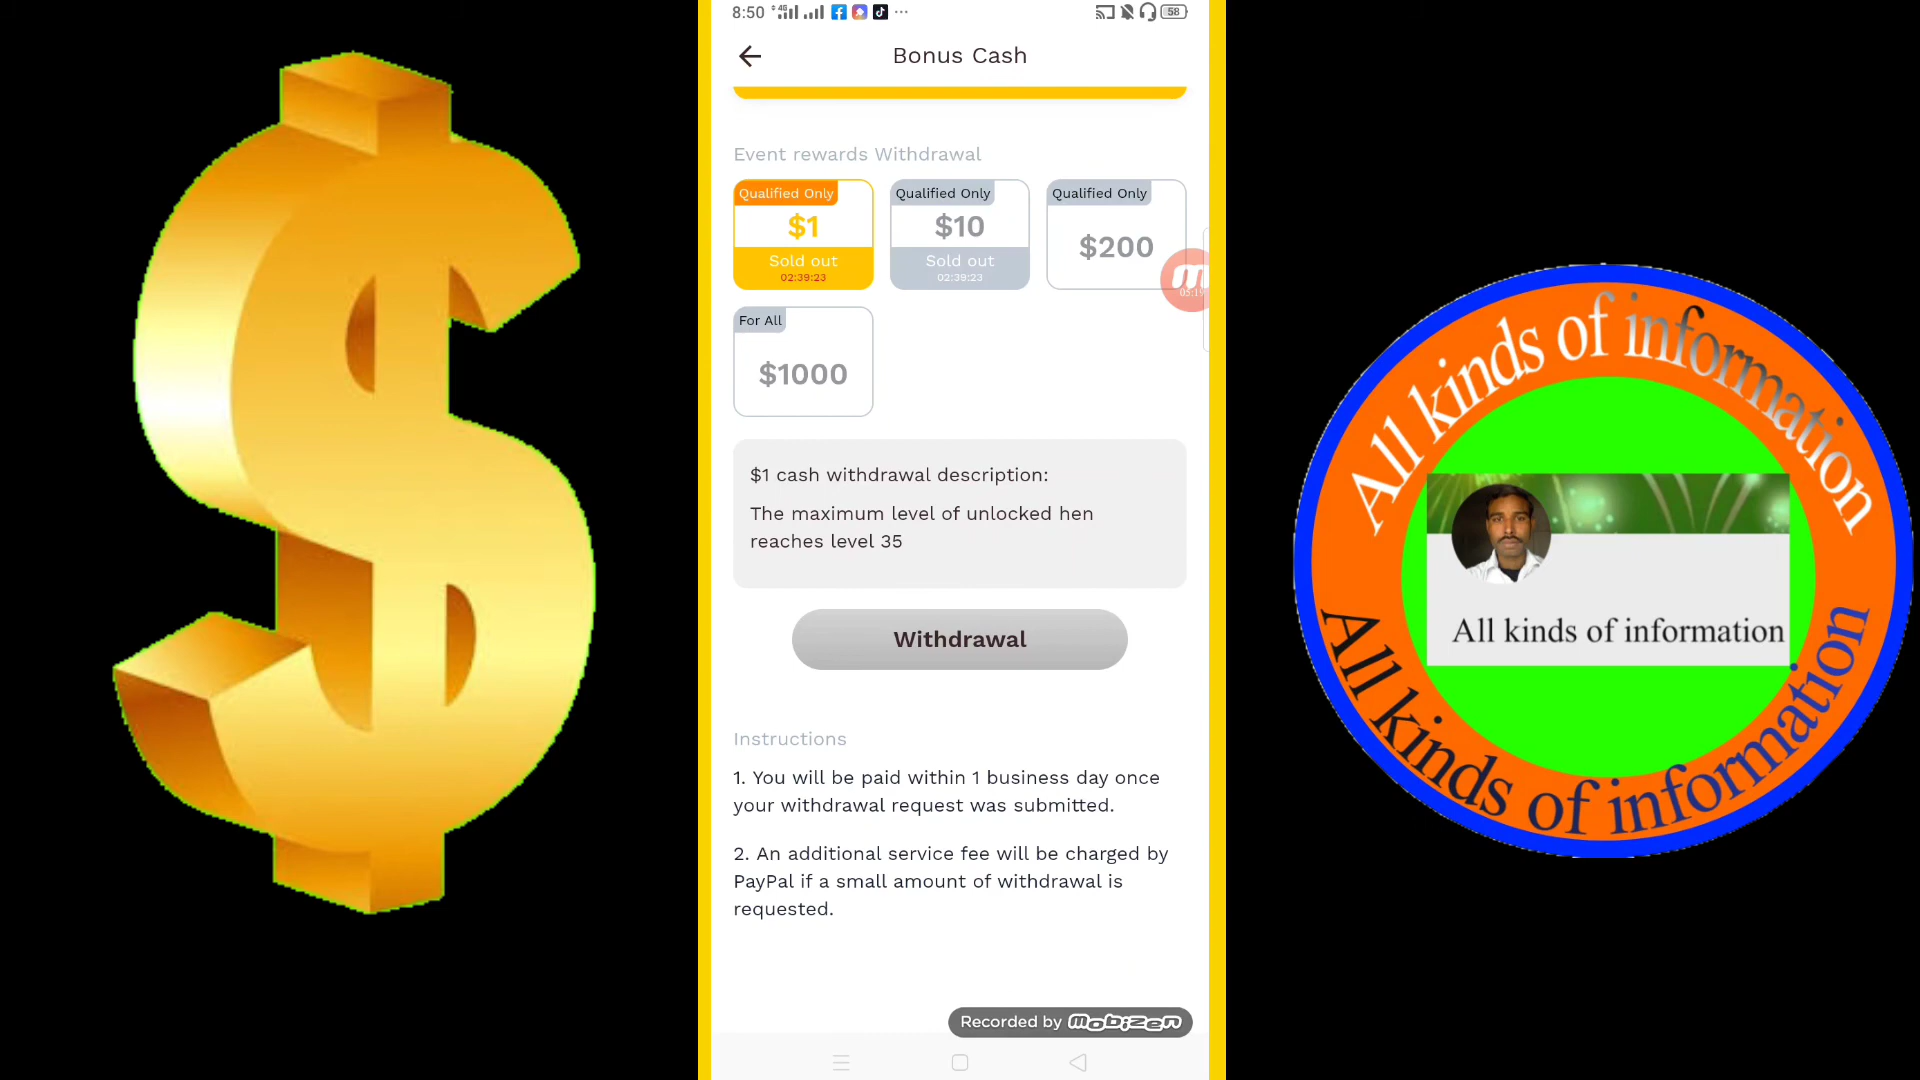 8:50
4G
58
Bonus Cash
Event rewards Withdrawal
Qualified Only
$1
Sold out
02:39:23
Qualified Only
$10
Sold out
02:39:23
Qualified Only
$200
05:19
For All
$1000
$1 cash withdrawal description:
The maximum level of unlocked hen
reaches level 35
Withdrawal
Instructions
1. You will be paid within 1 business day once
your withdrawal request was submitted.
2. An additional service fee will be charged by
PayPal if a small amount of withdrawal is
requested.
Recorded by mobizen
All kinds of information
All kinds of information
All kinds of information